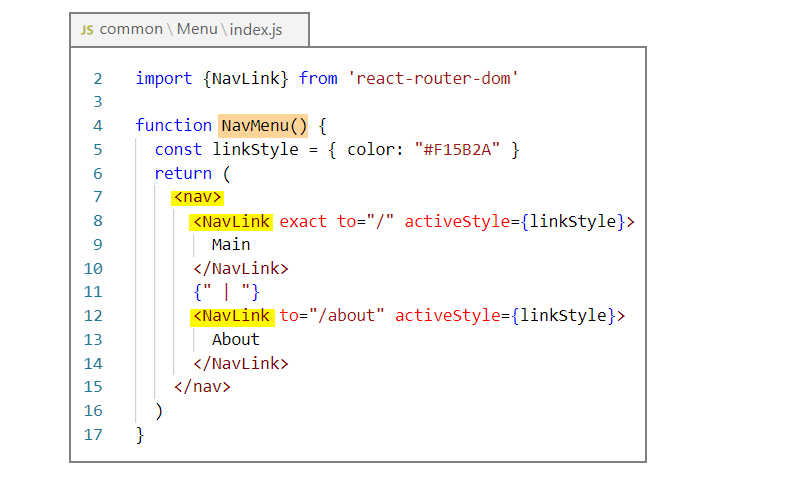 JS common\Menu\index.js
2 import {NavLink} from 'react-router-dom'
3
4 function NavMenu() {
5 const linkStyle = { color: "#F15B2A" }
6 return (
7 <nav>
8 <NavLink exact to="/" activeStyle={linkStyle}>
9 Main
10 </NavLink>
11 {" | "}
12 <NavLink to="/about" activeStyle={linkStyle}>
13 About
14 </NavLink>
15 </nav>
16 )
17 }